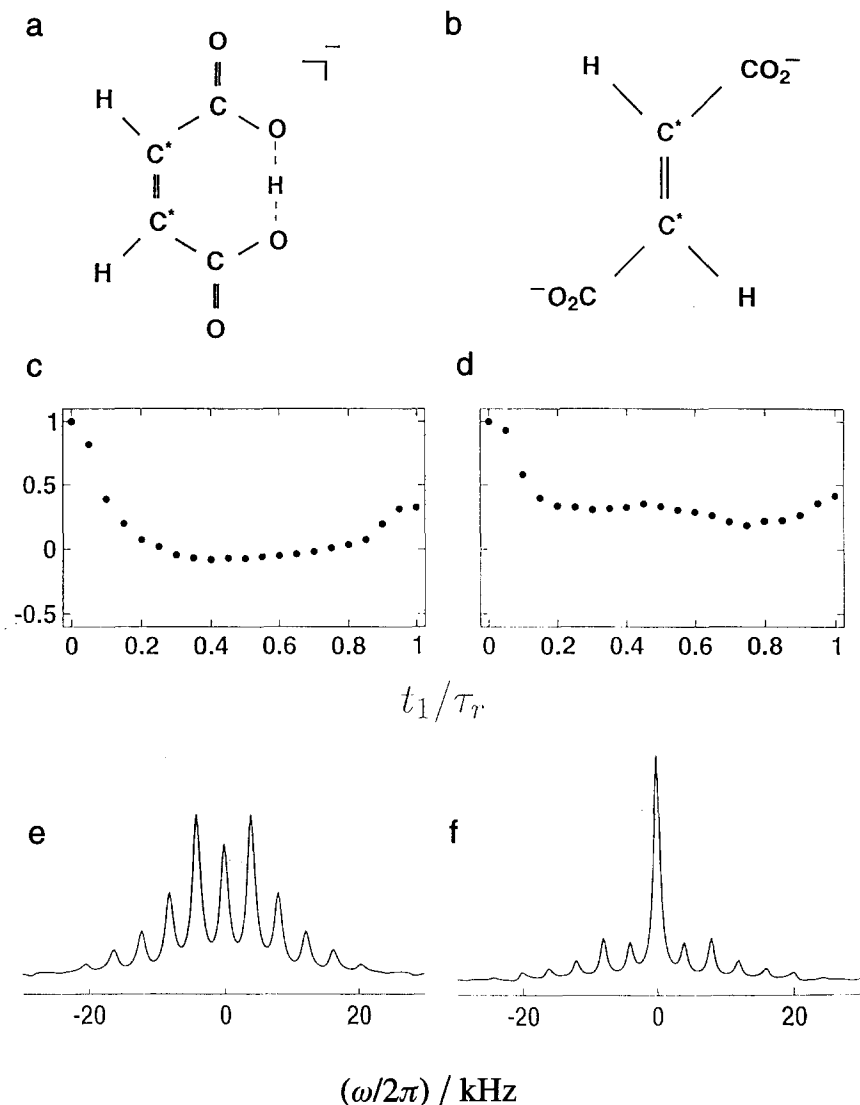 a
b
O
‖
C
O
H
C*
‖
C*
H
H
O
C
‖
O
−
H
CO₂⁻
C*
‖
C*
⁻O₂C
H
c
d
1
0.5
0
-0.5
0 0.2 0.4 0.6 0.8 1
0 0.2 0.4 0.6 0.8 1
t₁/τᵣ
e
f
-20 0 20
-20 0 20
(ω/2π) / kHz